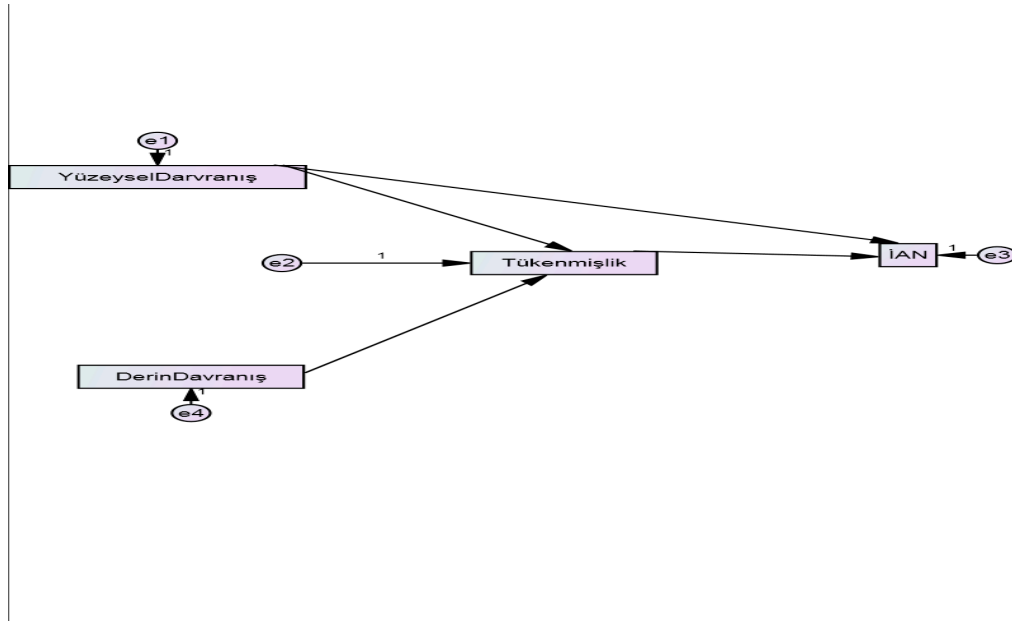 e1
1
YüzeyselDarvranış
e2
1
Tükenmişlik
İAN
1
e3
DerinDavranış
1
e4